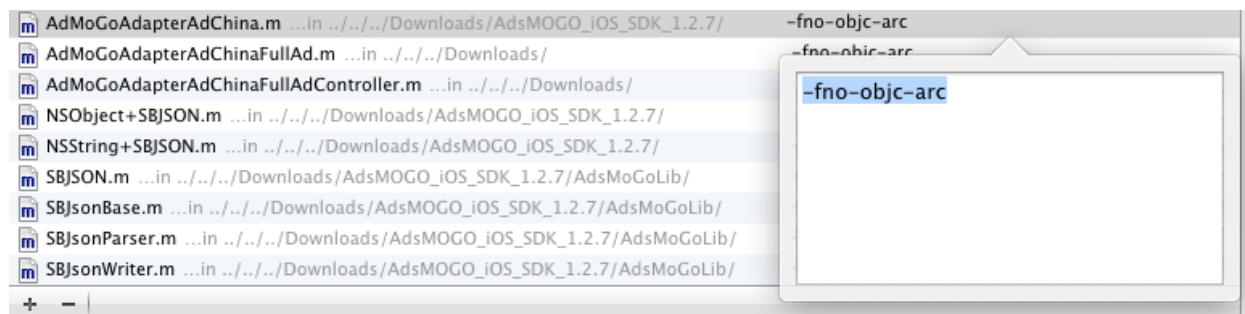 m AdMoGoAdapterAdChina.m ...in ../../../Downloads/AdsMOGO_iOS_SDK_1.2.7/ -fno-objc-arc
m AdMoGoAdapterAdChinaFullAd.m ...in ../../../Downloads/ -fno-objc-arc
m AdMoGoAdapterAdChinaFullAdController.m ...in ../../../Downloads/
-fno-objc-arc
m NSObject+SBJSON.m ...in ../../../Downloads/AdsMOGO_iOS_SDK_1.2.7/
m NSString+SBJSON.m ...in ../../../Downloads/AdsMOGO_iOS_SDK_1.2.7/
m SBJSON.m ...in ../../../Downloads/AdsMOGO_iOS_SDK_1.2.7/AdsMoGoLib/
m SBJsonBase.m ...in ../../../Downloads/AdsMOGO_iOS_SDK_1.2.7/AdsMoGoLib/
m SBJsonParser.m ...in ../../../Downloads/AdsMOGO_iOS_SDK_1.2.7/AdsMoGoLib/
m SBJsonWriter.m ...in ../../../Downloads/AdsMOGO_iOS_SDK_1.2.7/AdsMoGoLib/
+ −